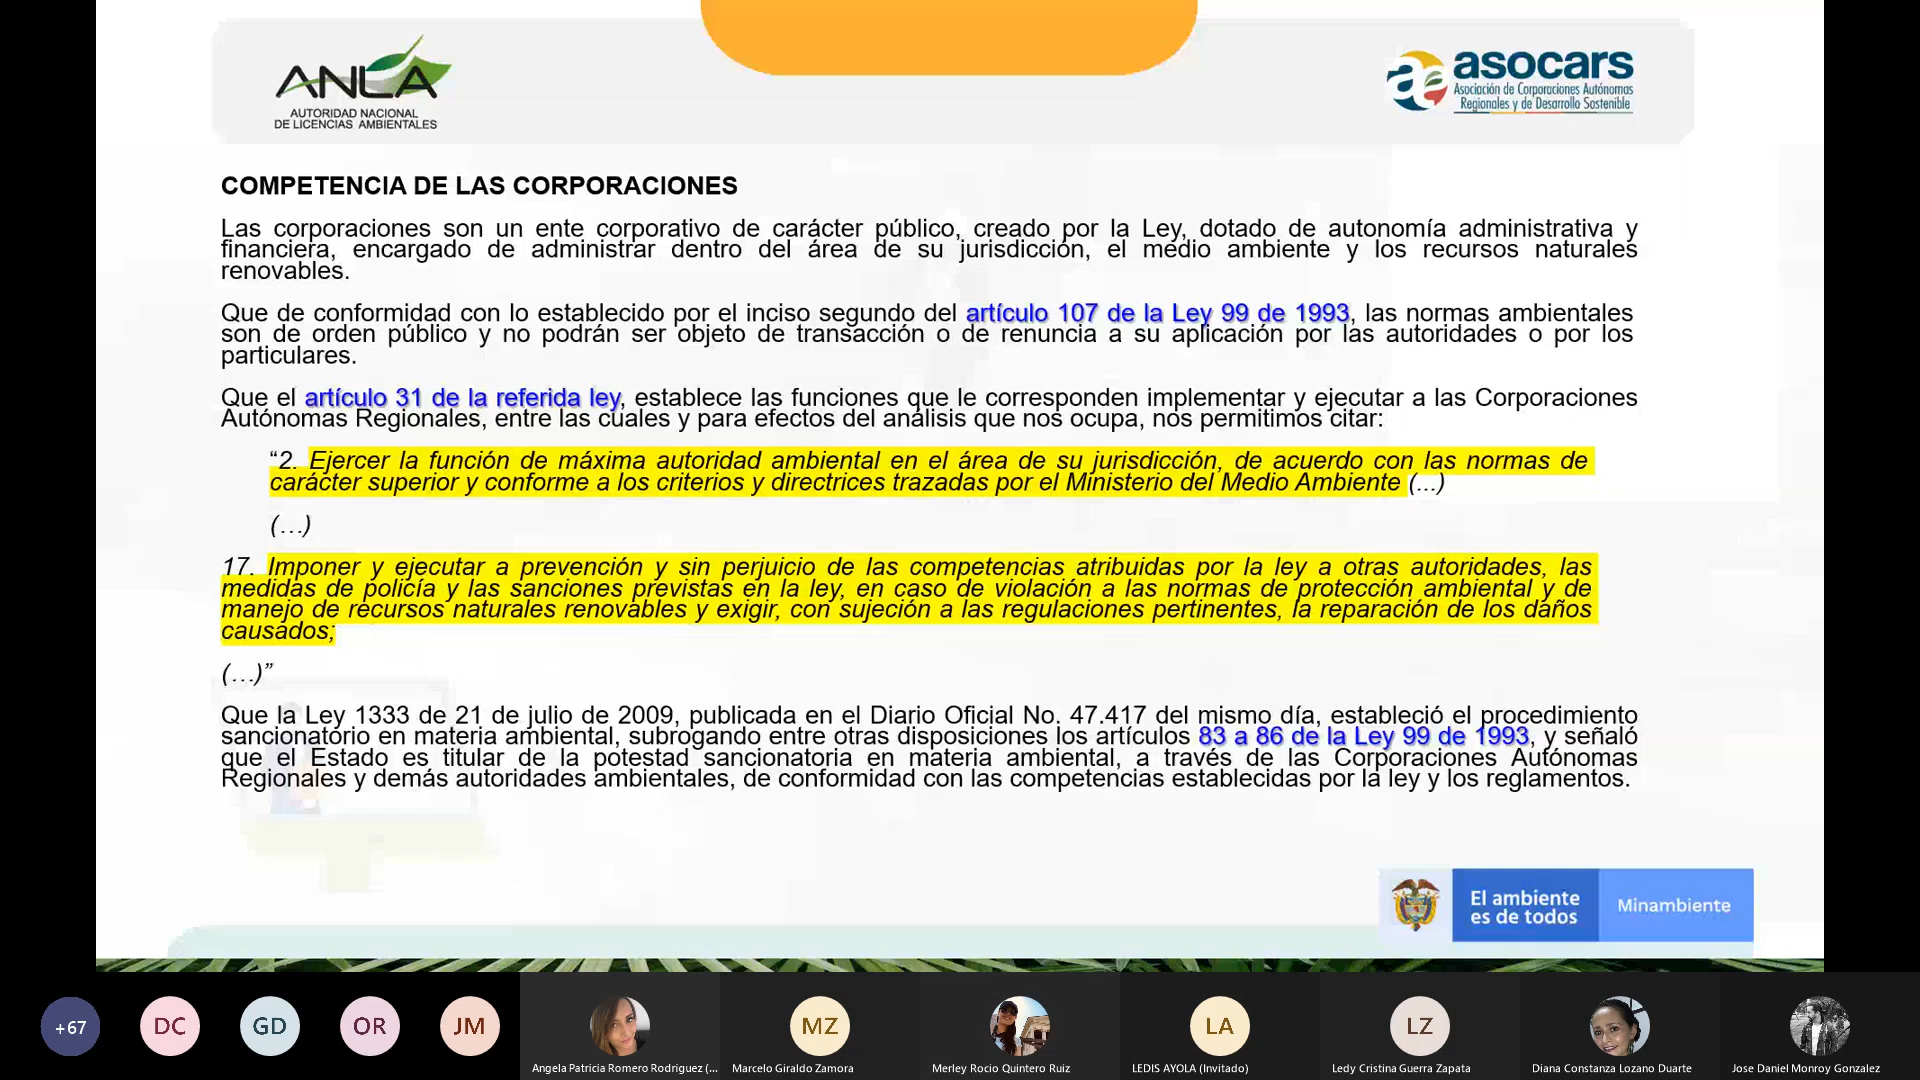 ANLA
AUTORIDAD NACIONAL
DE LICENCIAS AMBIENTALES
asocars
Asociación de Corporaciones Autónomas
Regionales y de Desarrollo Sostenible
COMPETENCIA DE LAS CORPORACIONES
Las corporaciones son un ente corporativo de carácter público, creado por la Ley, dotado de autonomía administrativa y
financiera, encargado de administrar dentro del área de su jurisdicción, el medio ambiente y los recursos naturales
renovables.
Que de conformidad con lo establecido por el inciso segundo del artículo 107 de la Ley 99 de 1993, las normas ambientales
son de orden público y no podrán ser objeto de transacción o de renuncia a su aplicación por las autoridades o por los
particulares.
Que el artículo 31 de la referida ley, establece las funciones que le corresponden implementar y ejecutar a las Corporaciones
Autónomas Regionales, entre las cuales y para efectos del análisis que nos ocupa, nos permitimos citar:
“2. Ejercer la función de máxima autoridad ambiental en el área de su jurisdicción, de acuerdo con las normas de
carácter superior y conforme a los criterios y directrices trazadas por el Ministerio del Medio Ambiente (...)
(…)
17. Imponer y ejecutar a prevención y sin perjuicio de las competencias atribuidas por la ley a otras autoridades, las
medidas de policía y las sanciones previstas en la ley, en caso de violación a las normas de protección ambiental y de
manejo de recursos naturales renovables y exigir, con sujeción a las regulaciones pertinentes, la reparación de los daños
causados;
(…)”
Que la Ley 1333 de 21 de julio de 2009, publicada en el Diario Oficial No. 47.417 del mismo día, estableció el procedimiento
sancionatorio en materia ambiental, subrogando entre otras disposiciones los artículos 83 a 86 de la Ley 99 de 1993, y señaló
que el Estado es titular de la potestad sancionatoria en materia ambiental, a través de las Corporaciones Autónomas
Regionales y demás autoridades ambientales, de conformidad con las competencias establecidas por la ley y los reglamentos.
El ambiente
es de todos
Minambiente
+67
DC
GD
OR
JM
MZ
LA
LZ
Angela Patricia Romero Rodriguez (...
Marcelo Giraldo Zamora
Merley Rocio Quintero Ruiz
LEDIS AYOLA (Invitado)
Ledy Cristina Guerra Zapata
Diana Constanza Lozano Duarte
Jose Daniel Monroy Gonzalez